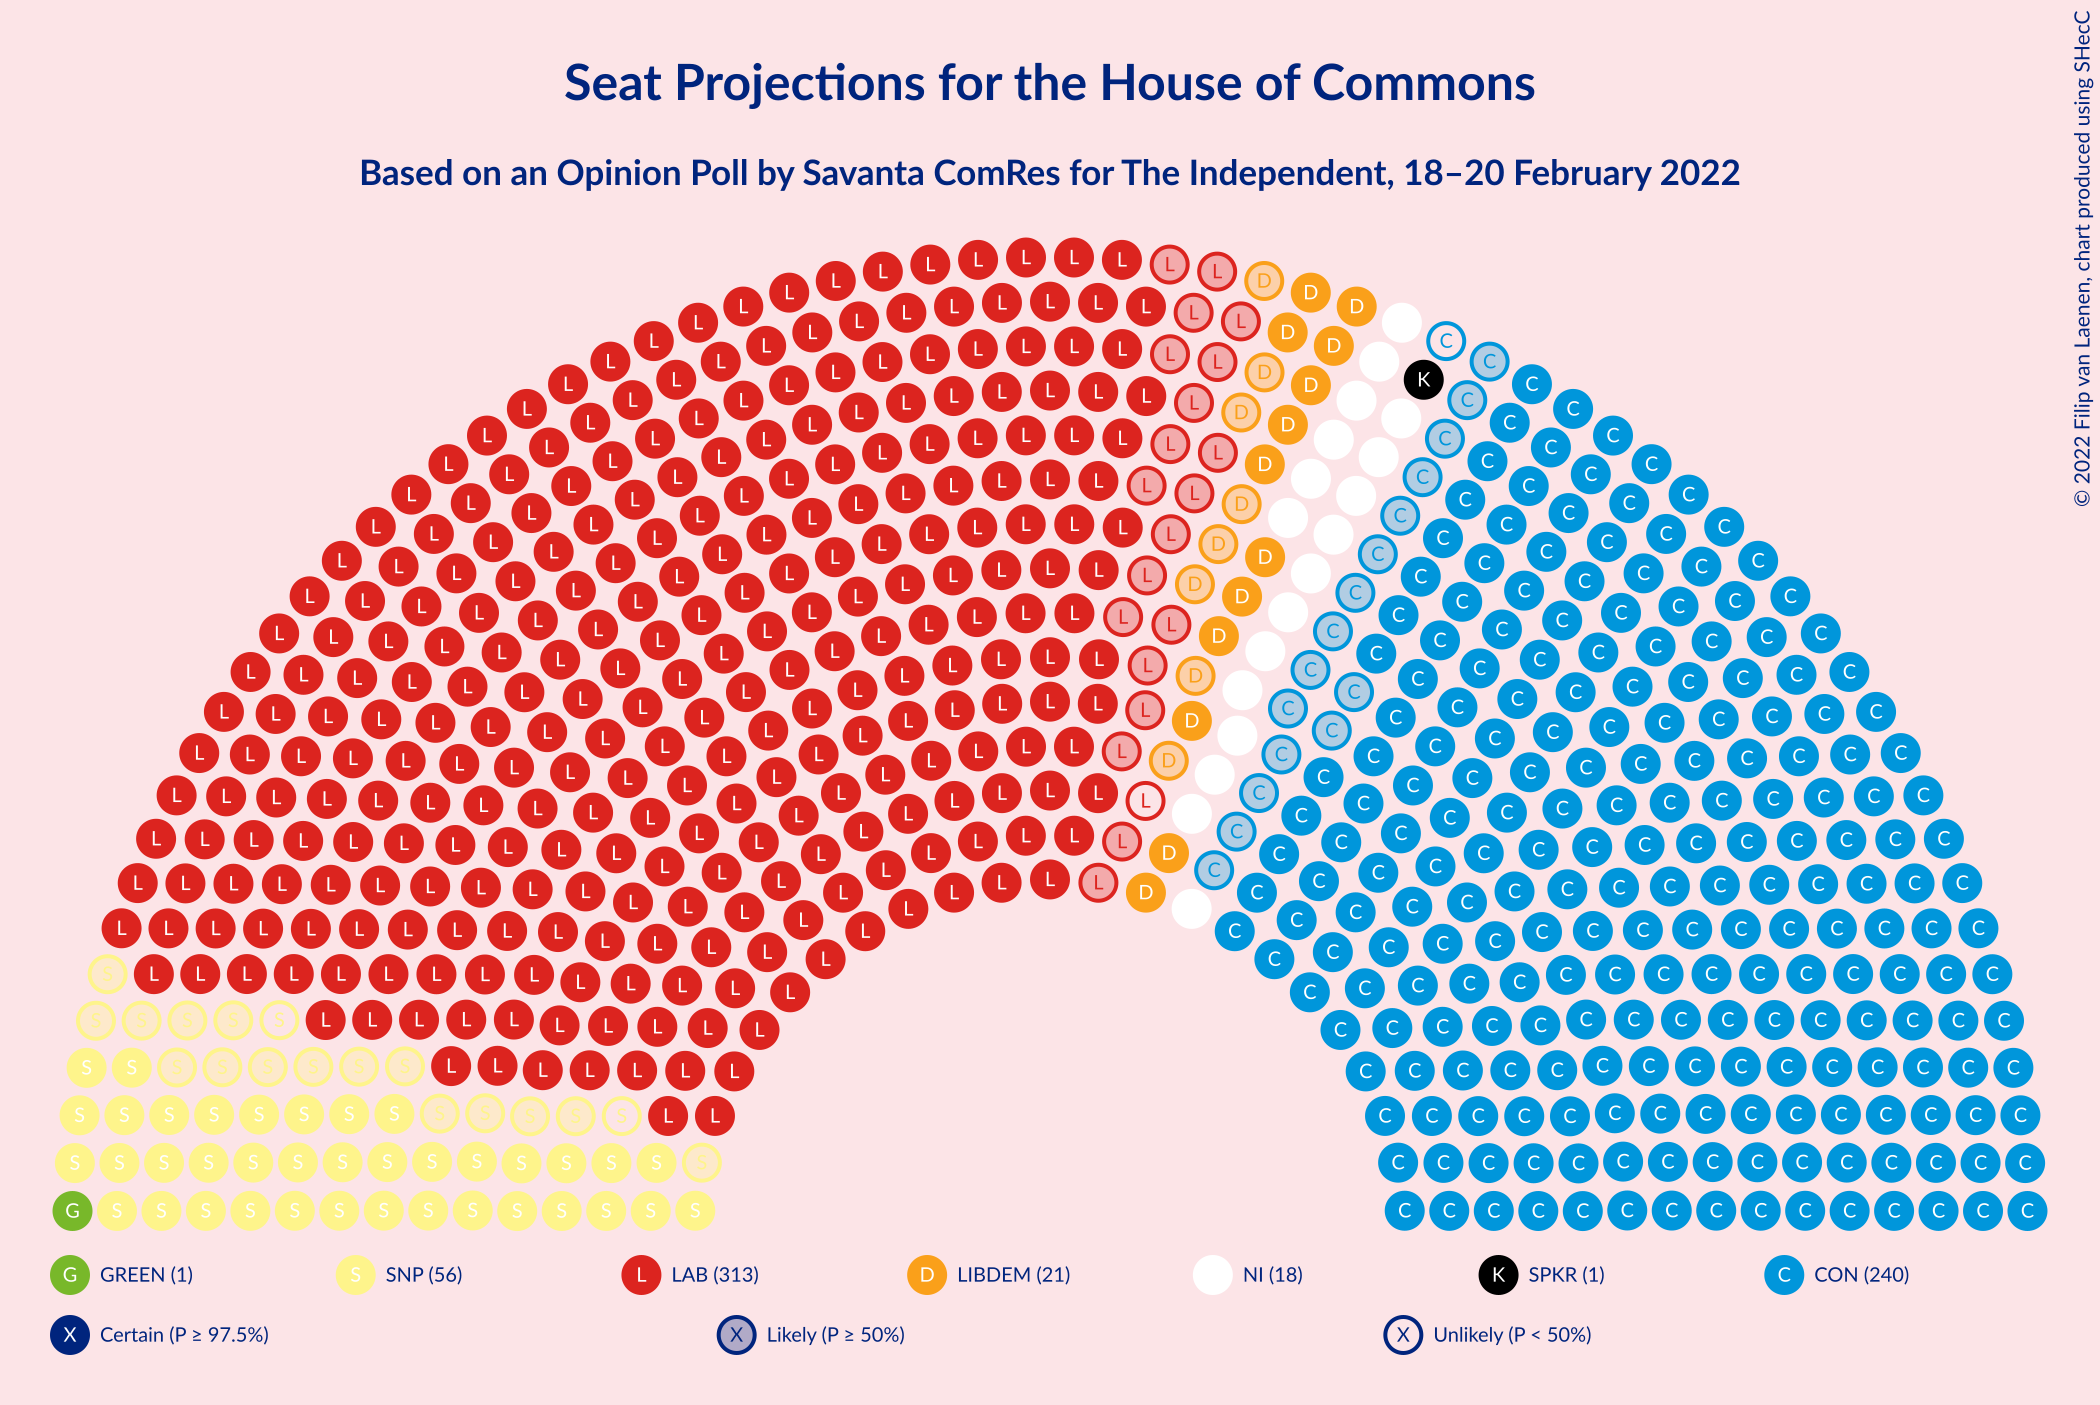 Seat Projections for the House of Commons
Based on an Opinion Poll by Savanta ComRes for The Independent, 18–20 February 2022
© 2022 Filip van Laenen, chart produced using SHecC
G GREEN (1) S SNP (56) L LAB (313) D LIBDEM (21) NI (18) K SPKR (1) C CON (240)
X Certain (P ≥ 97.5%) X Likely (P ≥ 50%) X Unlikely (P < 50%)